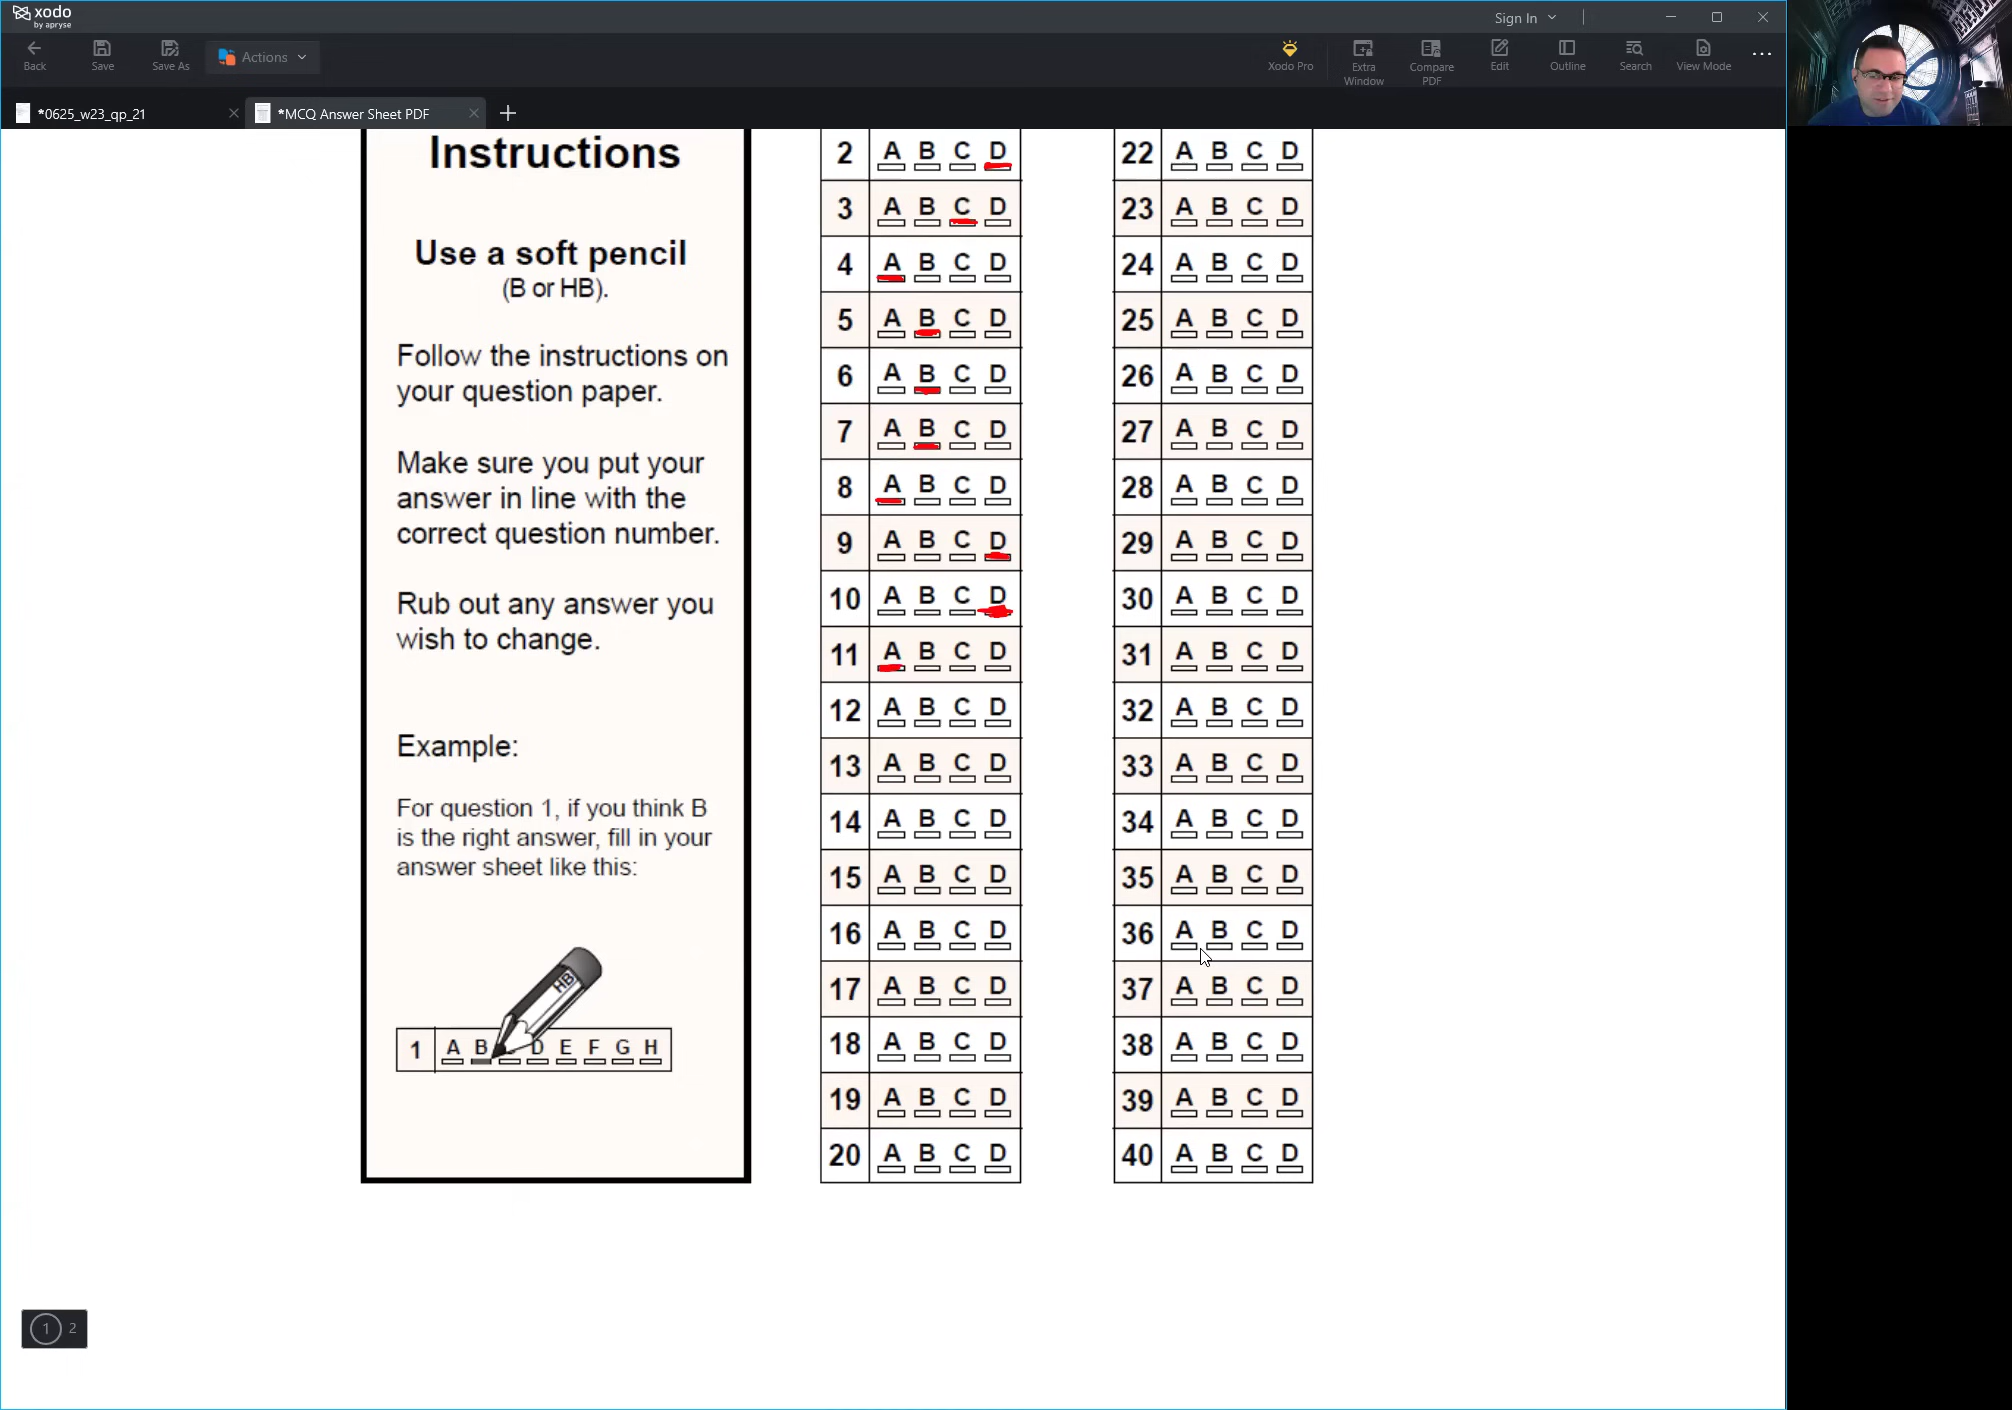 xodo
by apryse
Sign In
Back
Save
Save As
Actions
Xodo Pro
Extra
Window
Compare
PDF
Edit
Outline
Search
View Mode
*0625_w23_qp_21
*MCQ Answer Sheet PDF
Instructions
Use a soft pencil
(B or HB).
Follow the instructions on
your question paper.
Make sure you put your
answer in line with the
correct question number.
Rub out any answer you
wish to change.
Example:
For question 1, if you think B
is the right answer, fill in your
answer sheet like this:
HB
1 A B D E F G H
2 A B C D
3 A B C D
4 A B C D
5 A B C D
6 A B C D
7 A B C D
8 A B C D
9 A B C D
10 A B C D
11 A B C D
12 A B C D
13 A B C D
14 A B C D
15 A B C D
16 A B C D
17 A B C D
18 A B C D
19 A B C D
20 A B C D
22 A B C D
23 A B C D
24 A B C D
25 A B C D
26 A B C D
27 A B C D
28 A B C D
29 A B C D
30 A B C D
31 A B C D
32 A B C D
33 A B C D
34 A B C D
35 A B C D
36 A B C D
37 A B C D
38 A B C D
39 A B C D
40 A B C D
1 2